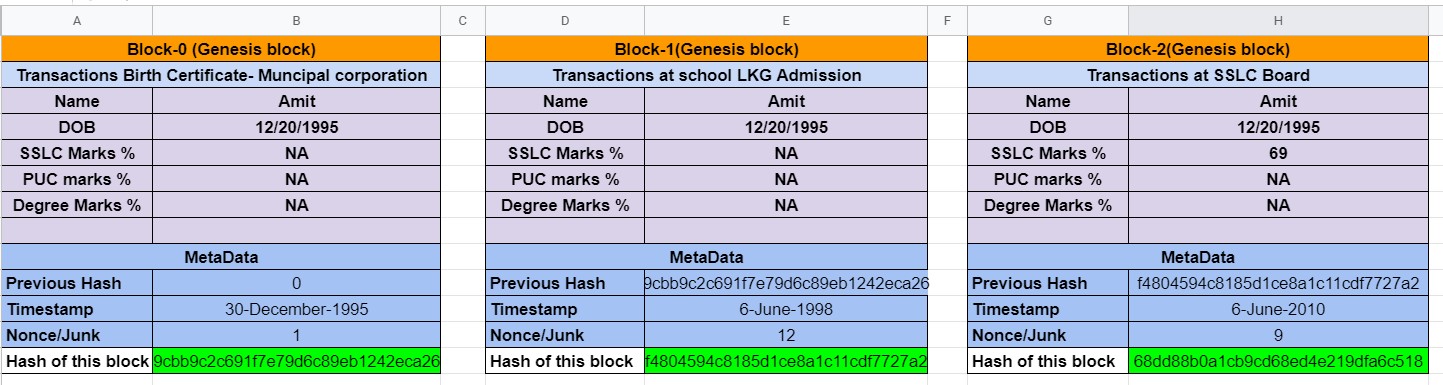 A B C D E F G H
Block-0 (Genesis block) Block-1(Genesis block) Block-2(Genesis block)
Transactions Birth Certificate- Muncipal corporation Transactions at school LKG Admission Transactions at SSLC Board
Name Amit Name Amit Name Amit
DOB 12/20/1995 DOB 12/20/1995 DOB 12/20/1995
SSLC Marks % NA SSLC Marks % NA SSLC Marks % 69
PUC marks % NA PUC marks % NA PUC marks % NA
Degree Marks % NA Degree Marks % NA Degree Marks % NA
MetaData MetaData MetaData
Previous Hash 0 Previous Hash 9cbb9c2c691f7e79d6c89eb1242eca26 Previous Hash f4804594c8185d1ce8a1c11cdf7727a2
Timestamp 30-December-1995 Timestamp 6-June-1998 Timestamp 6-June-2010
Nonce/Junk 1 Nonce/Junk 12 Nonce/Junk 9
Hash of this block 9cbb9c2c691f7e79d6c89eb1242eca26 Hash of this block f4804594c8185d1ce8a1c11cdf7727a2 Hash of this block 68dd88b0a1cb9cd68ed4e219dfa6c518